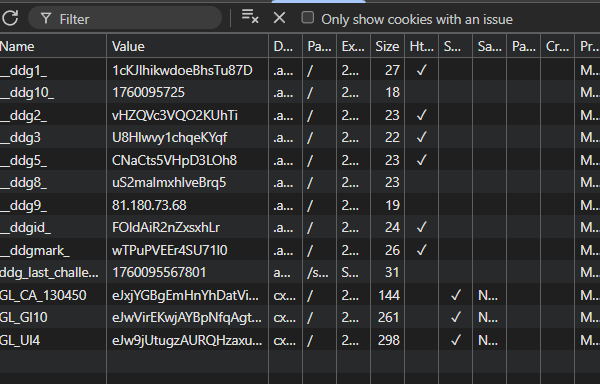 Filter Only show cookies with an issue
Name Value D... Pa... Ex... Size Ht... S... Sa... Pa... Cr... Pr...
__ddg1_ 1cKJlhikwdoeBhsTu87D .a... / 2... 27 ✓ M...
__ddg10_ 1760095725 .a... / 2... 18 M...
__ddg2_ vHZQVc3VQO2KUhTi .a... / 2... 23 ✓ M...
__ddg3 U8Hlwvy1chqeKYqf .a... / 2... 22 ✓ M...
__ddg5_ CNaCts5VHpD3LOh8 .a... / 2... 23 ✓ M...
__ddg8_ uS2malmxhlveBrq5 .a... / 2... 23 M...
__ddg9_ 81.180.73.68 .a... / 2... 19 M...
__ddgid_ FOldAiR2nZxsxhLr .a... / 2... 24 ✓ M...
__ddgmark_ wTPuPVEEr4SU71I0 .a... / 2... 26 ✓ M...
ddg_last_challe... 1760095567801 a... /s... S... 31 M...
GL_CA_130450 eJxjYGBgEmHnYhDatVi... cx... / 2... 144 ✓ N... M...
GL_GI10 eJwVirEKwjAYBpNfqAgt... cx... / 2... 261 ✓ N... M...
GL_UI4 eJw9jUtugzAURQHzaxu... cx... / 2... 298 ✓ N... M...